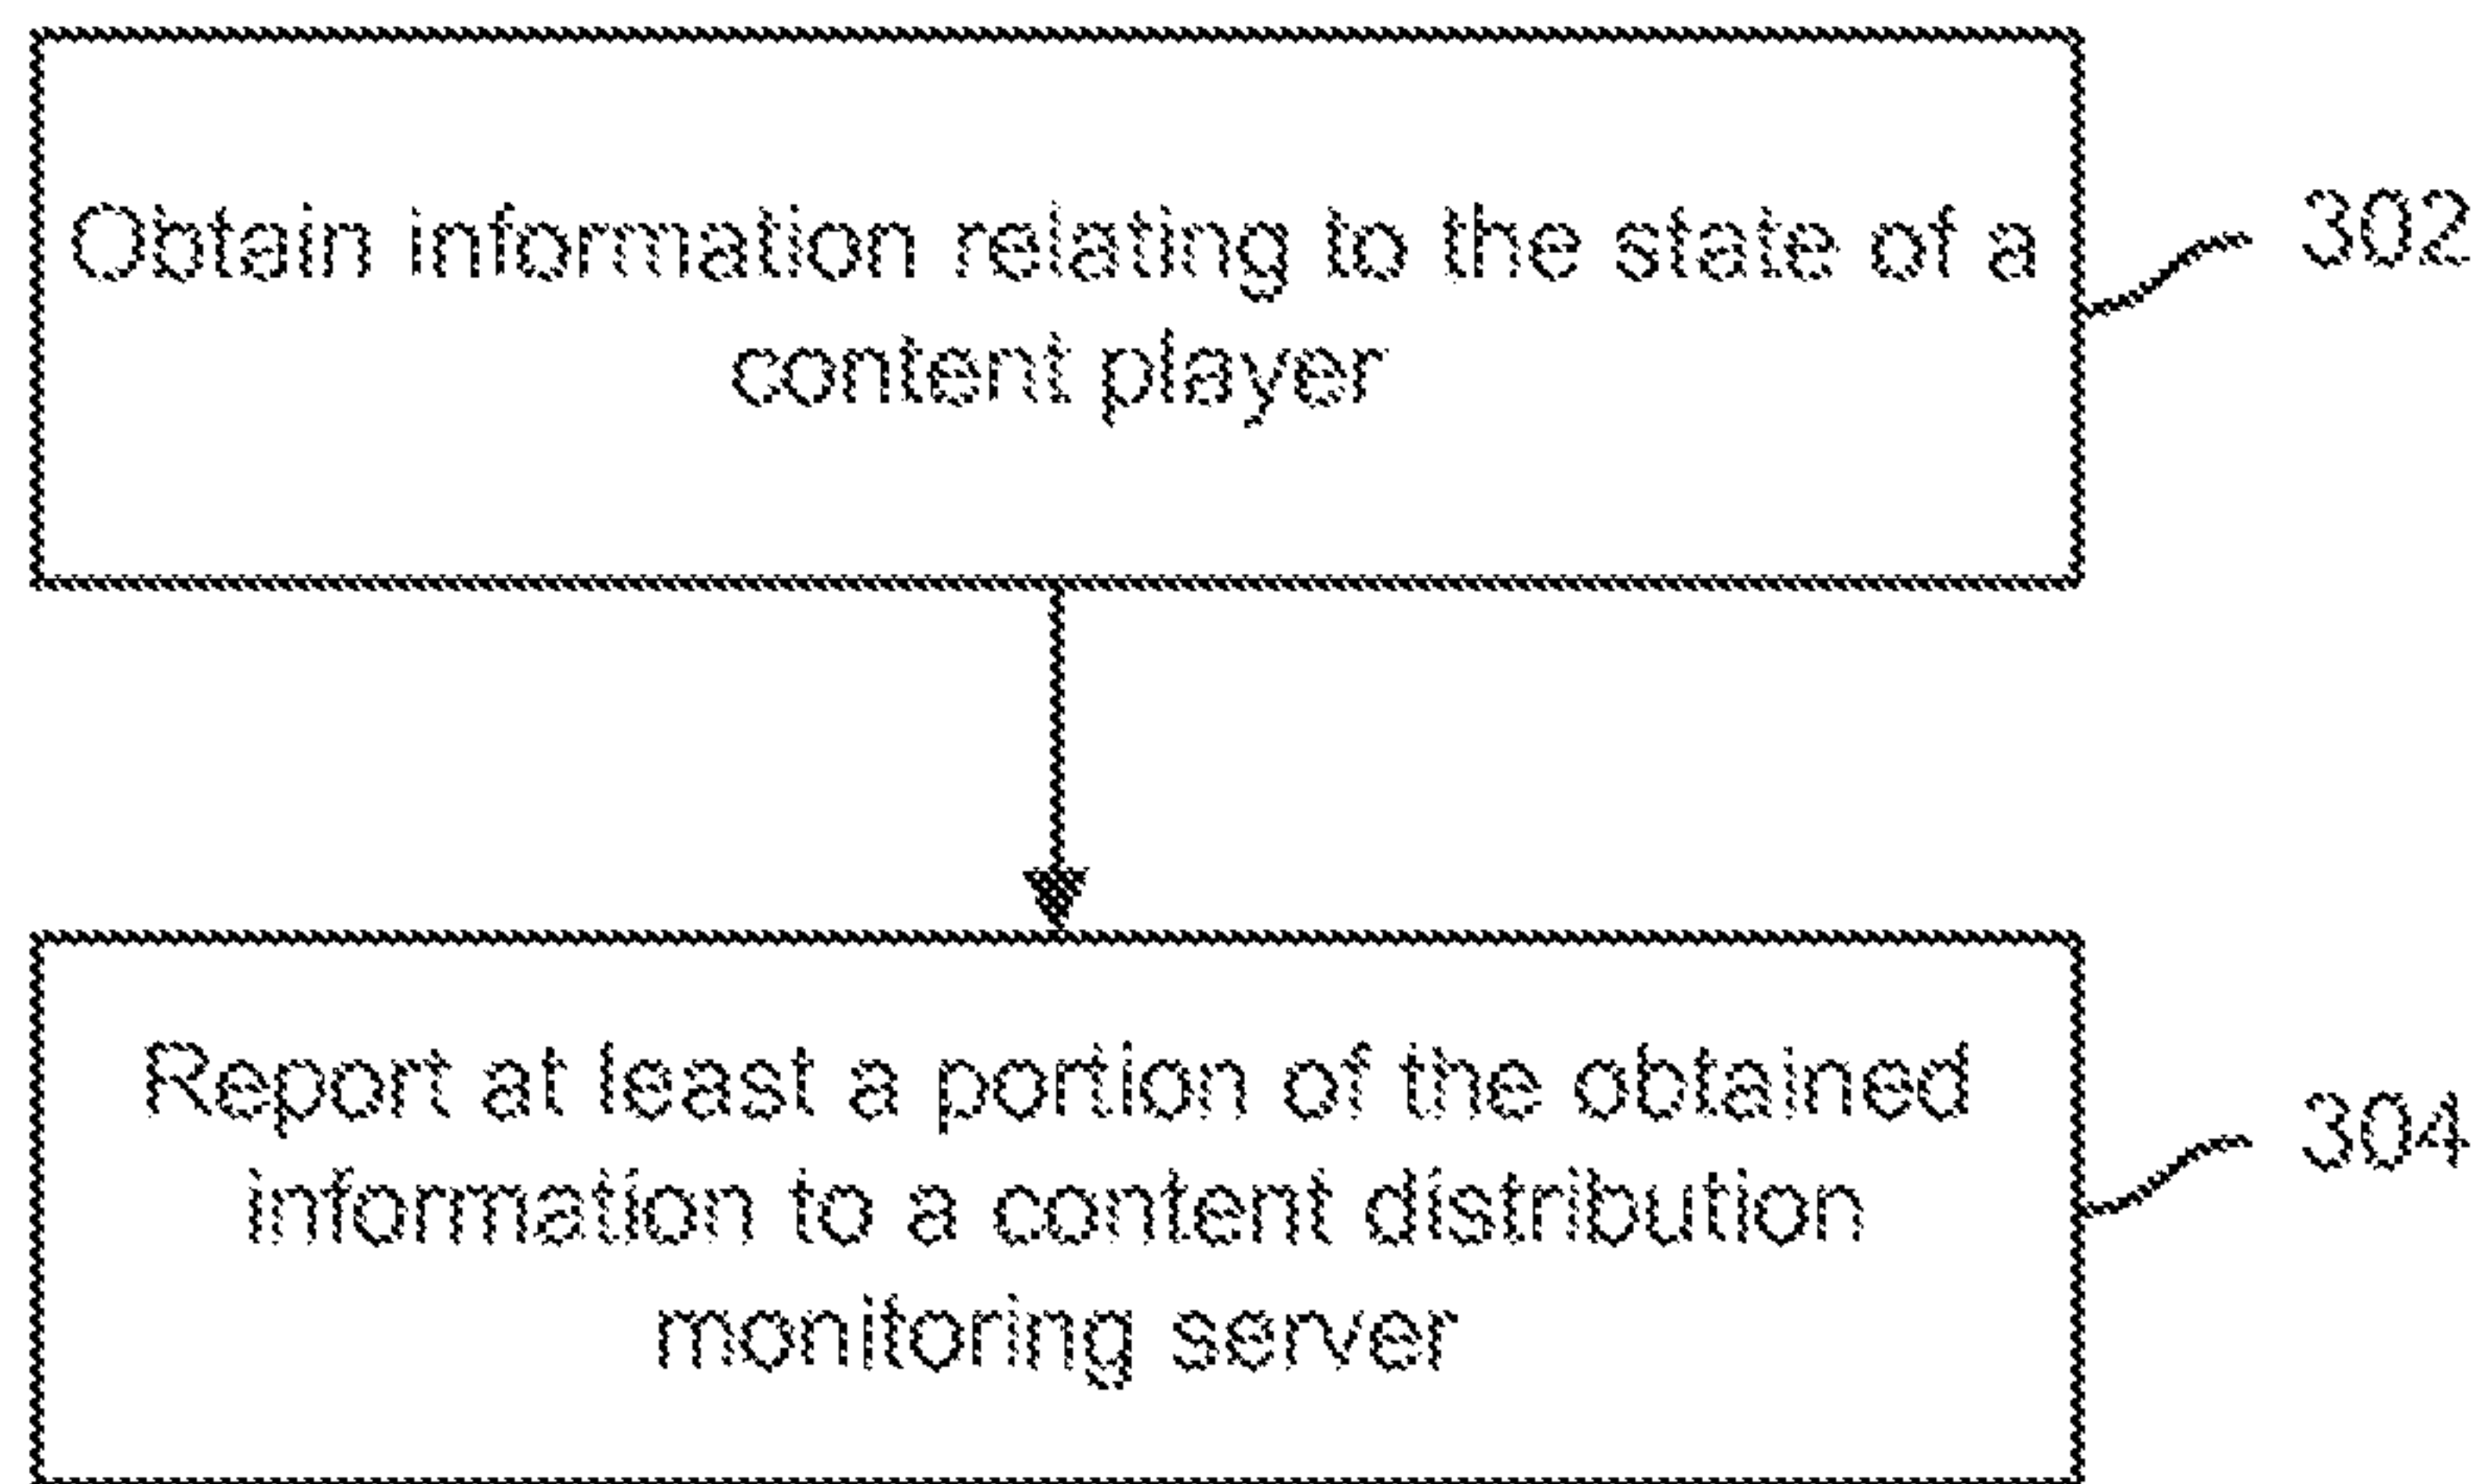 Obtain information relating to the state of a
content player
302
Report at least a portion of the obtained
information to a content distribution
monitoring server
304